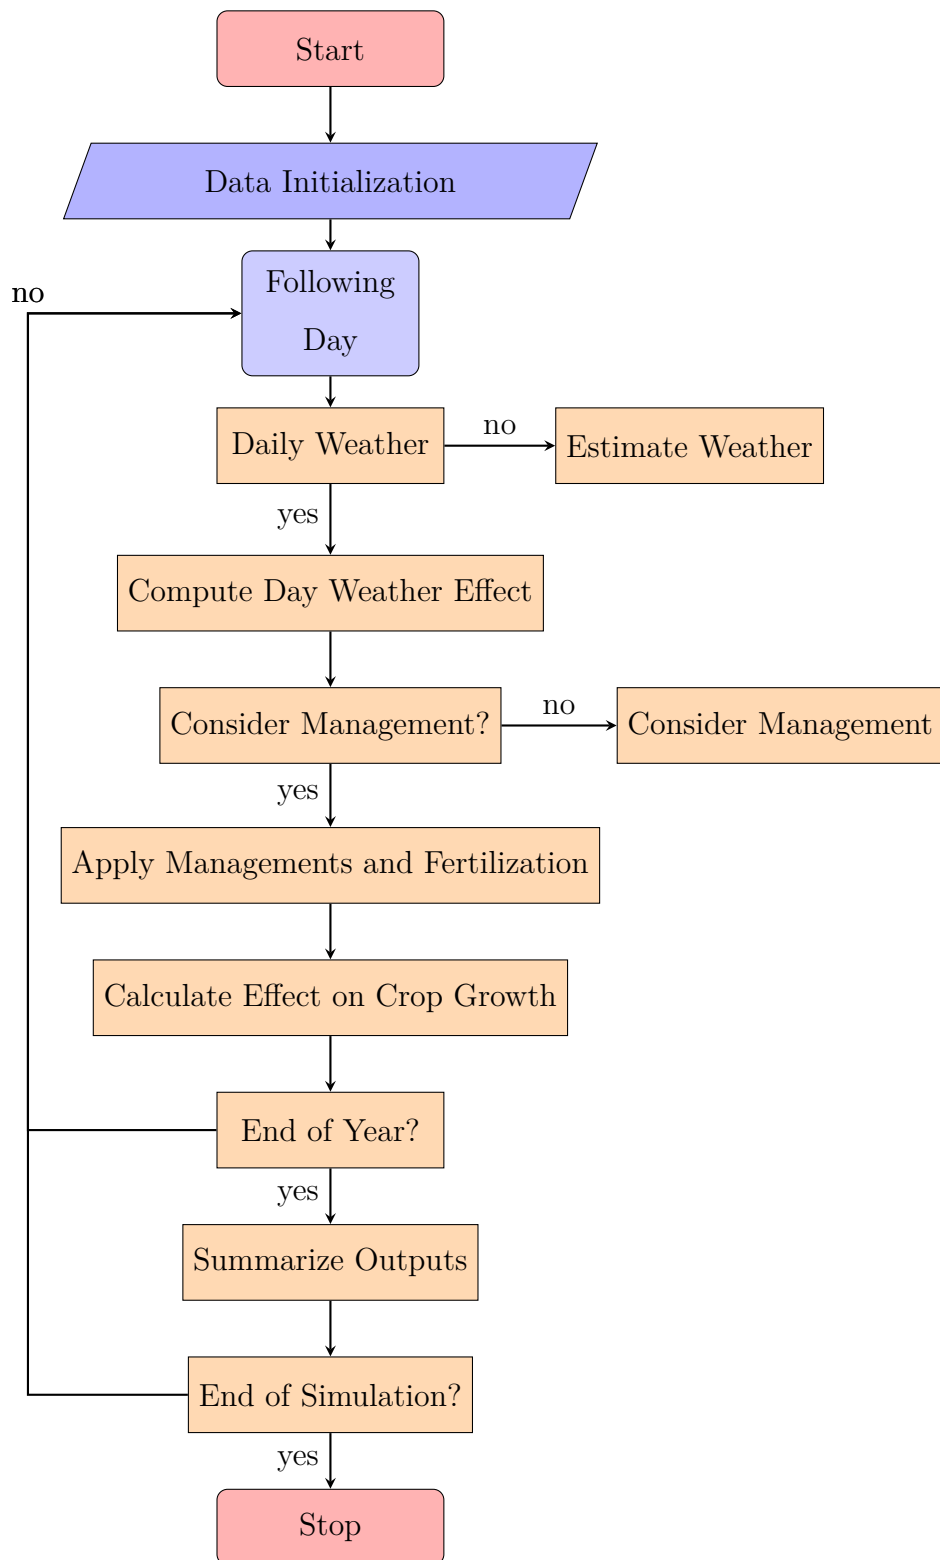 Start
Data Initialization
Following
Day
no
Daily Weather
no
Estimate Weather
yes
Compute Day Weather Effect
Consider Management?
no
Consider Management
yes
Apply Managements and Fertilization
Calculate Effect on Crop Growth
End of Year?
yes
Summarize Outputs
End of Simulation?
yes
Stop